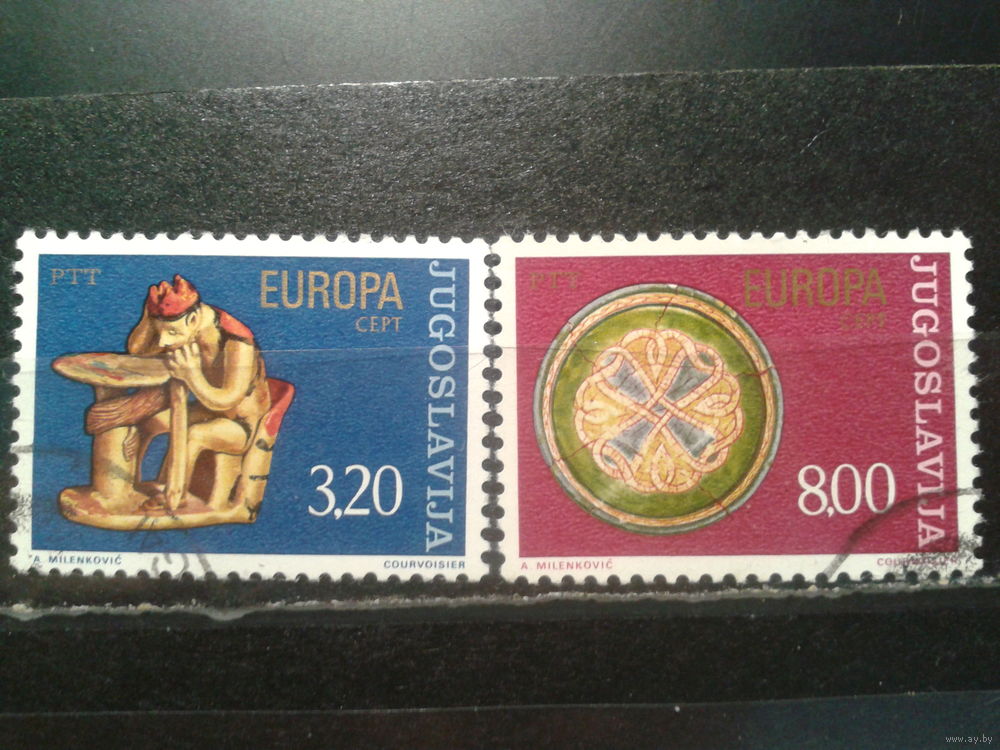 PTT
EUROPA
CEPT
JUGOSLAVIJA
3,20
A. MILENKOVIĆ
COURVOISIER
PTT
EUROPA
CEPT
JUGOSLAVIJA
8,00
A. MILENKOVIĆ
www.ay.by